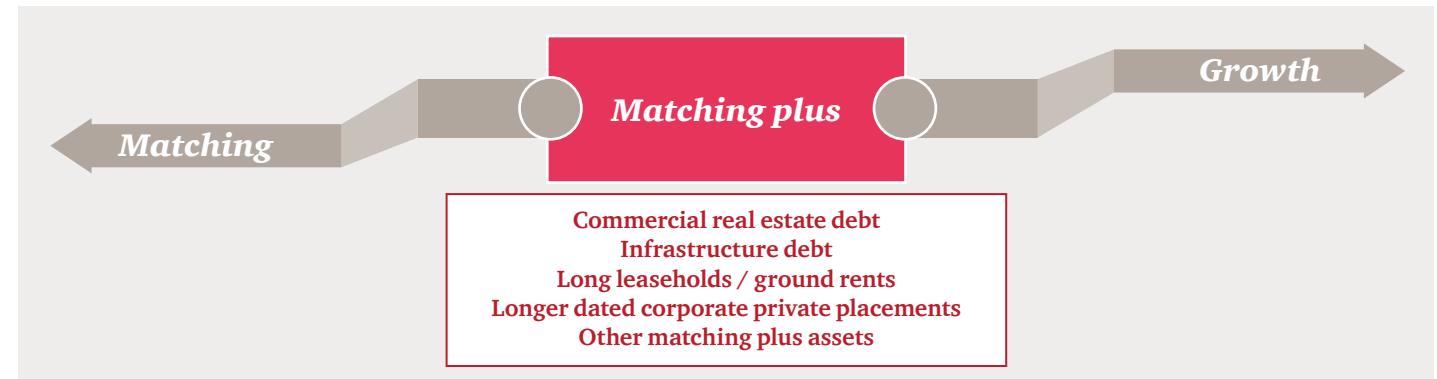 Matching
Matching plus
Growth
Commercial real estate debt
Infrastructure debt
Long leaseholds / ground rents
Longer dated corporate private placements
Other matching plus assets